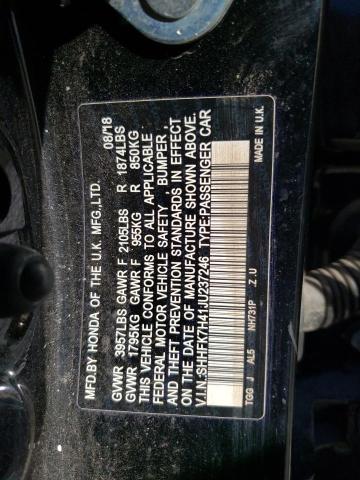 MFD.BY HONDA OF THE U.K. MFG.,LTD. 08/18
GVWR 3957LBS GAWR F 2105LBS R 1874LBS
GVWR 1795KG GAWR F 955KG R 850KG
THIS VEHICLE CONFORMS TO ALL APPLICABLE
FEDERAL MOTOR VEHICLE SAFETY, BUMPER,
AND THEFT PREVENTION STANDARDS IN EFFECT
ON THE DATE OF MANUFACTURE SHOWN ABOVE.
V.I.N.:SHHFK7H41JU237246 TYPE:PASSENGER CAR
TGG J AL5 NH731P .Z .U MADE IN U.K.